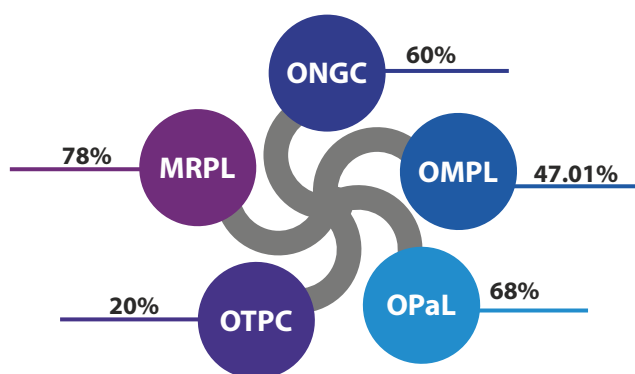 ONGC
60%
MRPL
78%
OMPL
47.01%
OTPC
20%
OPaL
68%